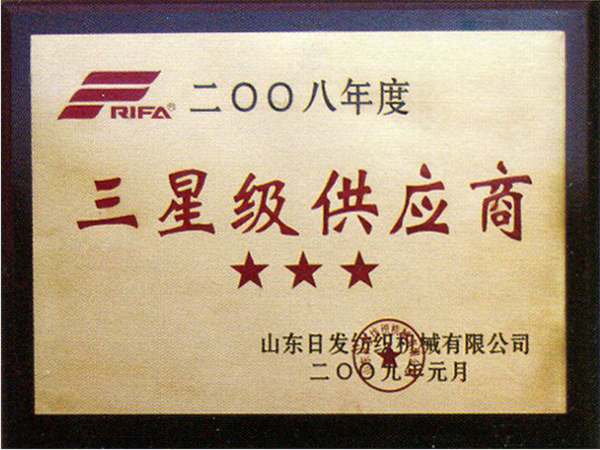 RIFA®
二〇〇八年度
三星级供应商
★★★
山东日发纺织机械有限公司
二〇〇九年元月